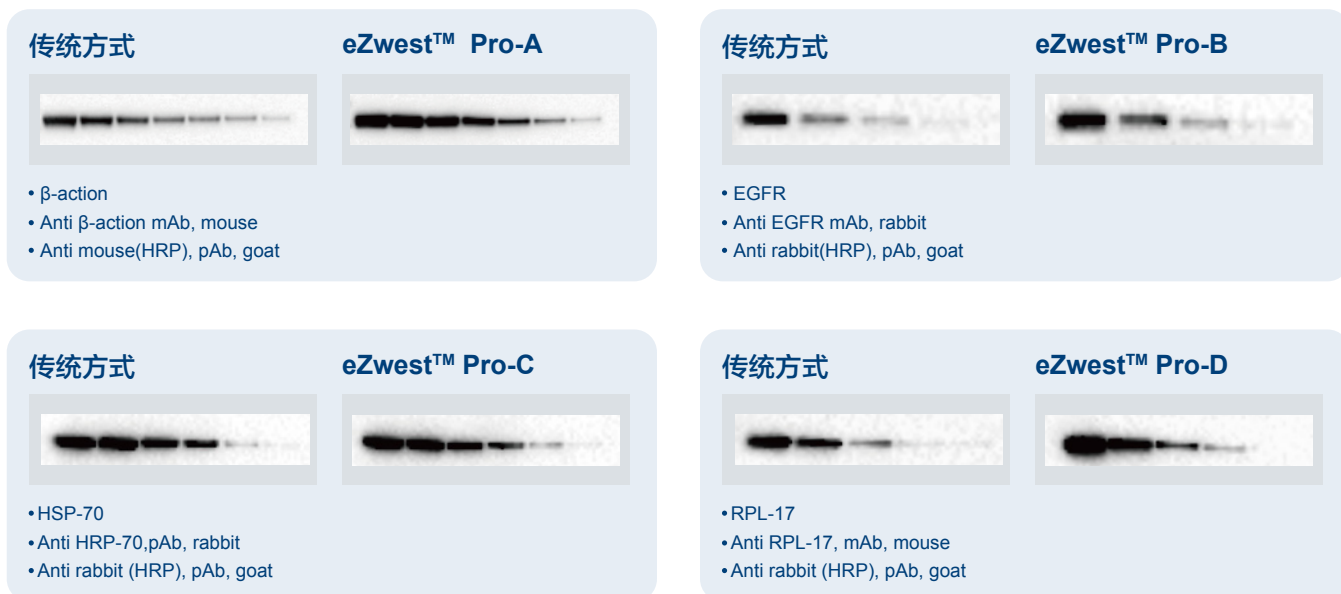 传统方式
eZwest™ Pro-A
• β-action
• Anti β-action mAb, mouse
• Anti mouse(HRP), pAb, goat
传统方式
eZwest™ Pro-B
• EGFR
• Anti EGFR mAb, rabbit
• Anti rabbit(HRP), pAb, goat
传统方式
eZwest™ Pro-C
•HSP-70
•Anti HRP-70,pAb, rabbit
•Anti rabbit (HRP), pAb, goat
传统方式
eZwest™ Pro-D
•RPL-17
•Anti RPL-17, mAb, mouse
•Anti rabbit (HRP), pAb, goat